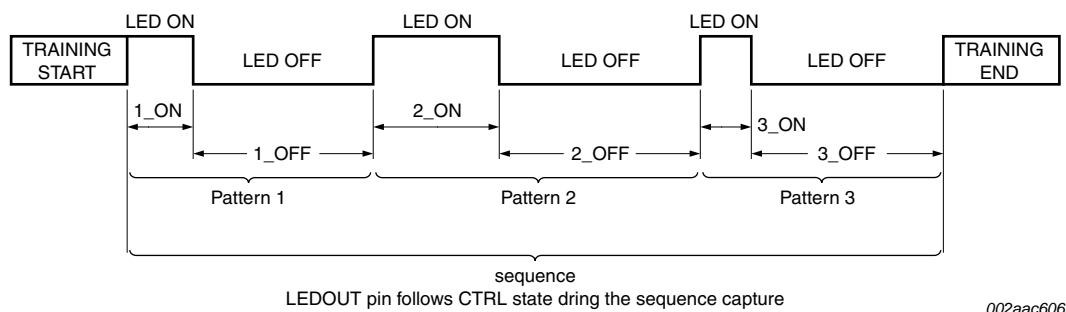 LED ON
LED ON
LED ON
TRAINING
START
LED OFF
LED OFF
LED OFF
TRAINING
END
1_ON
2_ON
3_ON
1_OFF
2_OFF
3_OFF
Pattern 1
Pattern 2
Pattern 3
sequence
LEDOUT pin follows CTRL state dring the sequence capture
002aac606